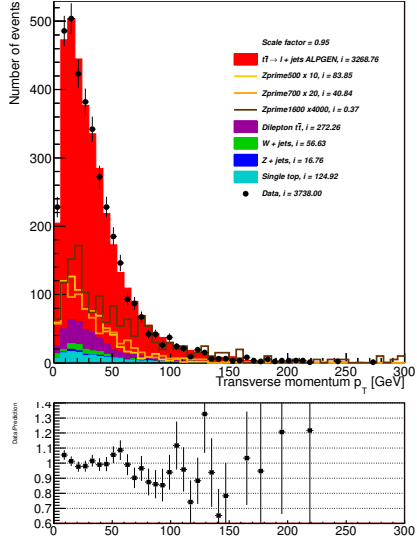 Number of events
500
400
300
200
100
0
Scale factor = 0.95
tt̄ → l + jets ALPGEN, i = 3268.76
Zprime500 x 10, i = 83.85
Zprime700 x 20, i = 40.84
Zprime1600 x4000, i = 0.37
Dilepton tt̄, i = 272.26
W + jets, i = 56.63
Z + jets, i = 16.76
Single top, i = 124.92
Data, i = 3738.00
0 50 100 150 200 250 300
Transverse momentum p_T [GeV]
Data Prediction
1.4
1.3
1.2
1.1
1
0.9
0.8
0.7
0.6
0 50 100 150 200 250 300